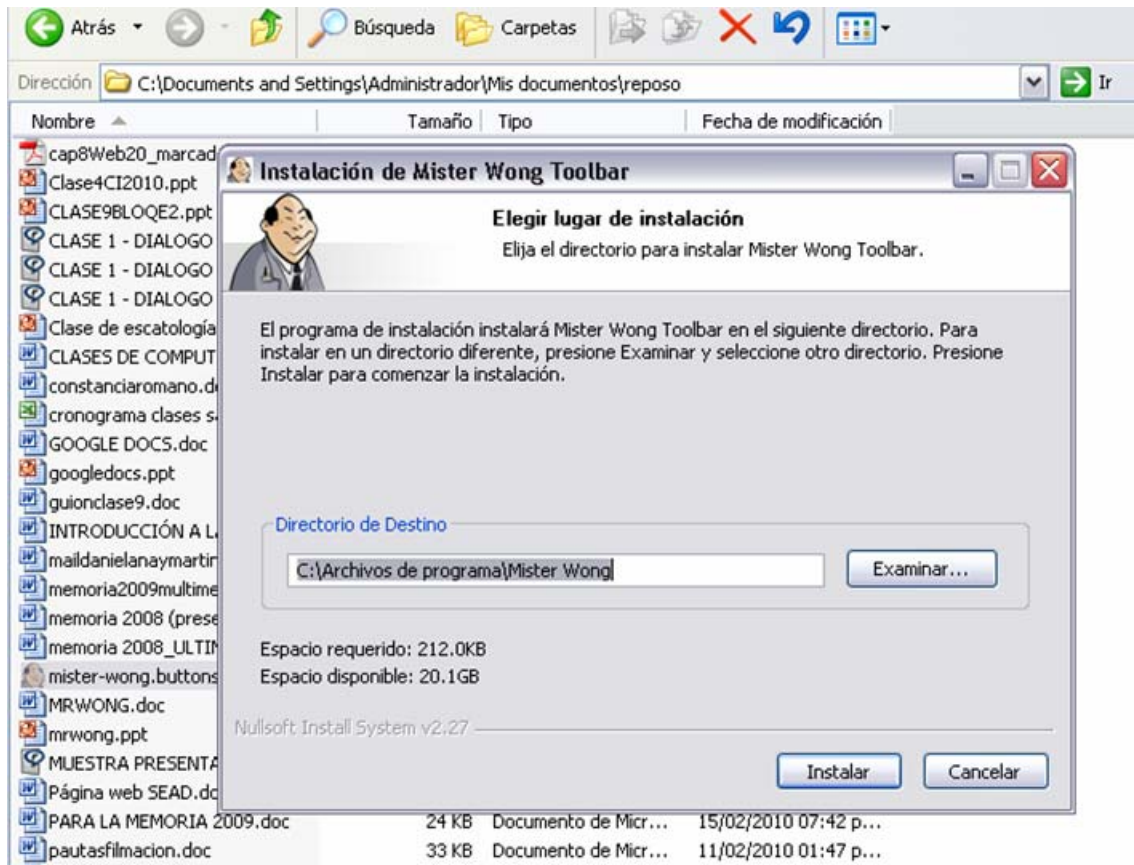 Atrás
Búsqueda
Carpetas
Dirección C:\Documents and Settings\Administrador\Mis documentos\reposo Ir
Nombre Tamaño Tipo Fecha de modificación
cap8Web20_marcad
Clase4CI2010.ppt
CLASE9BLOQE2.ppt
CLASE 1 - DIALOGO
CLASE 1 - DIALOGO
CLASE 1 - DIALOGO
Clase de escatología
CLASES DE COMPUT
constanciaromano.d
cronograma clases s
GOOGLE DOCS.doc
googledocs.ppt
guionclase9.doc
INTRODUCCIÓN A L
maildanielanaymartin
memoria2009multime
memoria 2008 (prese
memoria 2008_ULTIM
mister-wong.buttons
MRWONG.doc
mrwong.ppt
MUESTRA PRESENTA
Página web SEAD.do
PARA LA MEMORIA 2009.doc 24 KB Documento de Micr... 15/02/2010 07:42 p...
pautasfilmacion.doc 33 KB Documento de Micr... 11/02/2010 01:47 p...
Instalación de Mister Wong Toolbar
Elegir lugar de instalación
Elija el directorio para instalar Mister Wong Toolbar.
El programa de instalación instalará Mister Wong Toolbar en el siguiente directorio. Para
instalar en un directorio diferente, presione Examinar y seleccione otro directorio. Presione
Instalar para comenzar la instalación.
Directorio de Destino
C:\Archivos de programa\Mister Wong
Examinar...
Espacio requerido: 212.0KB
Espacio disponible: 20.1GB
Nullsoft Install System v2.27
Instalar
Cancelar